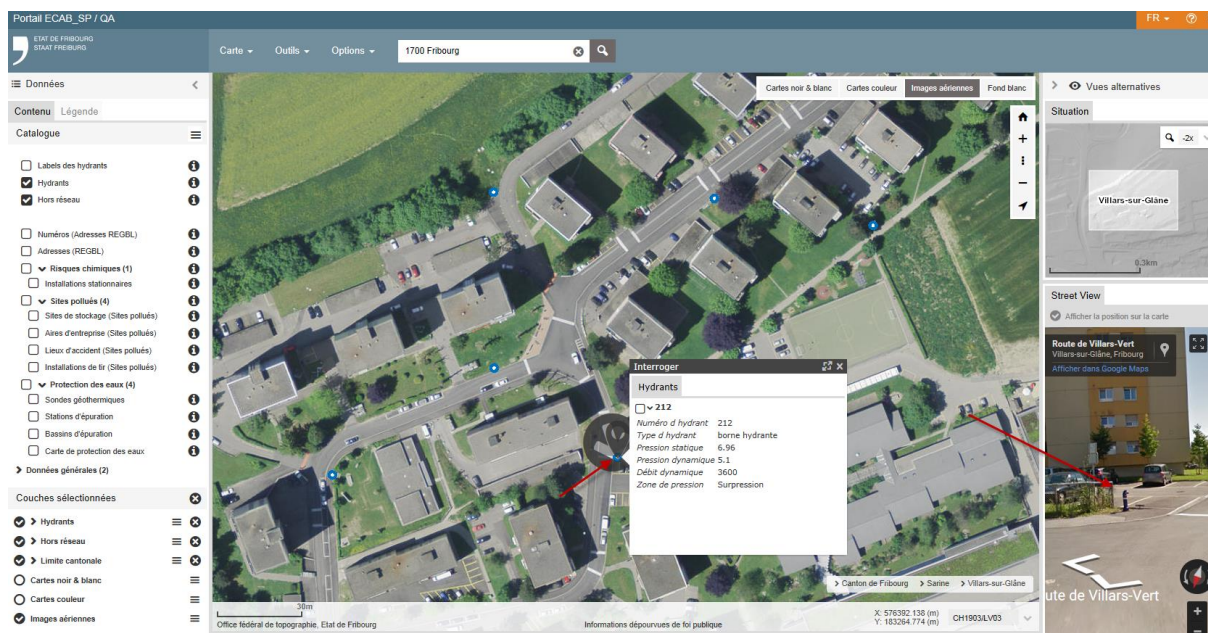 Portail ECAB_SP / QA
FR
ETAT DE FRIBOURG
STAAT FREIBURG
Carte
Outils
Options
1700 Fribourg
Données
Contenu Légende
Catalogue
Labels des hydrants
Hydrants
Hors réseau
Numéros (Adresses REGBL)
Adresses (REGBL)
Risques chimiques (1)
Installations stationnaires
Sites pollués (4)
Sites de stockage (Sites pollués)
Aires d'entreprise (Sites pollués)
Lieux d'accident (Sites pollués)
Installations de tir (Sites pollués)
Protection des eaux (4)
Sondes géothermiques
Stations d'épuration
Bassins d'épuration
Carte de protection des eaux
Données générales (2)
Couches sélectionnées
Hydrants
Hors réseau
Limite cantonale
Cartes noir & blanc
Cartes couleur
Images aériennes
Cartes noir & blanc Cartes couleur Images aériennes Fond blanc
Interroger
Hydrants
212
Numéro d hydrant 212
Type d hydrant borne hydrante
Pression statique 6.96
Pression dynamique 5.1
Débit dynamique 3600
Zone de pression Surpression
> Canton de Fribourg > Sarine > Villars-sur-Glâne
30m
Office fédéral de topographie, Etat de Fribourg
Informations dépourvues de foi publique
X: 576392.138 (m)
Y: 183264.774 (m)
CH1903/LV03
Vues alternatives
Situation
-2x
Villars-sur-Glâne
0.3km
Street View
Afficher la position sur la carte
Route de Villars-Vert
Villars-sur-Glâne, Fribourg
Afficher dans Google Maps
ute de Villars-Vert